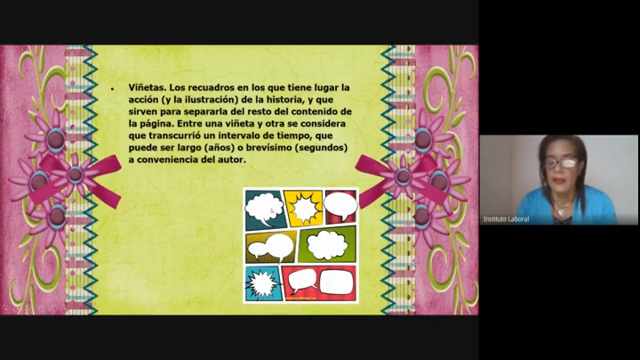 Viñetas. Los recuadros en los que tiene lugar la
acción (y la ilustración) de la historia, y que
sirven para separarla del resto del contenido de
la página. Entre una viñeta y otra se considera
que transcurrió un intervalo de tiempo, que
puede ser largo (años) o brevísimo (segundos)
a conveniencia del autor.
Instituto Laboral